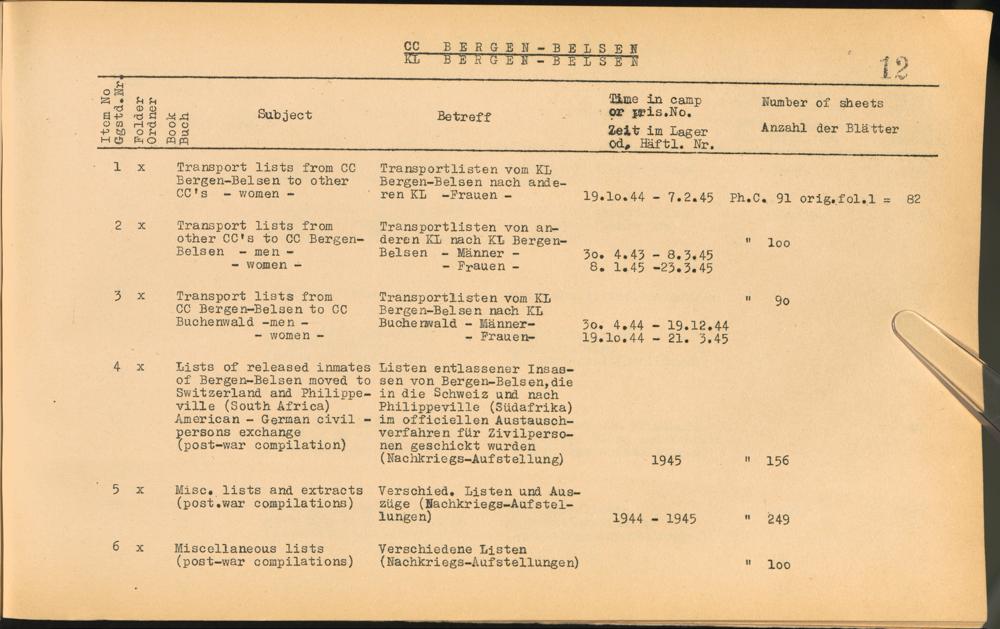 CC BERGEN-BELSEN
KL BERGEN-BELSEN
12
Item No
Ggstd.Nr.
Folder
Ordner
Book
Buch
Subject
Betreff
Time in camp
or pris.No.
Zeit im Lager
od. Häftl. Nr.
Number of sheets
Anzahl der Blätter
1 x Transport lists from CC Transportlisten vom KL
Bergen-Belsen to other Bergen-Belsen nach ande-
CC's - women - ren KL -Frauen - 19.1o.44 - 7.2.45 Ph.C. 91 orig.fol.l = 82
2 x Transport lists from Transportlisten von an-
other CC's to CC Bergen- deren KL nach KL Bergen- " 1oo
Belsen - men - Belsen - Männer - 3o. 4.43 - 8.3.45
- women - - Frauen - 8. 1.45 -23.3.45
3 x Transport lists from Transportlisten vom KL " 9o
CC Bergen-Belsen to CC Bergen-Belsen nach KL
Buchenwald -men - Buchenwald - Männer- 3o. 4.44 - 19.12.44
- women - - Frauen- 19.1o.44 - 21. 3.45
4 x Lists of released inmates Listen entlassener Insas-
of Bergen-Belsen moved to sen von Bergen-Belsen,die
Switzerland and Philippe- in die Schweiz und nach
ville (South Africa) Philippeville (Südafrika)
American - German civil - im officiellen Austausch-
persons exchange verfahren für Zivilperso-
(post-war compilation) nen geschickt wurden
(Nachkriegs-Aufstellung) 1945 " 156
5 x Misc. lists and extracts Verschied. Listen und Aus-
(post.war compilations) züge (Nachkriegs-Aufstel-
lungen) 1944 - 1945 " 249
6 x Miscellaneous lists Verschiedene Listen
(post-war compilations) (Nachkriegs-Aufstellungen) " 1oo